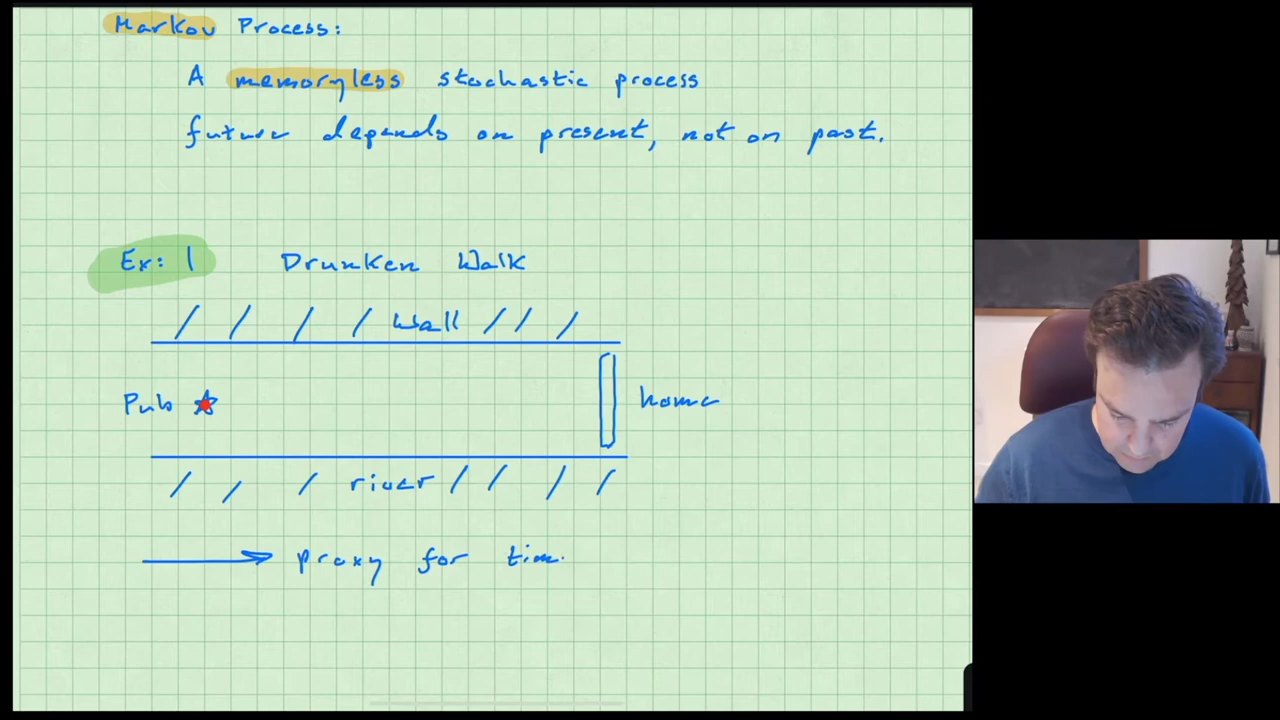 Markov Process:
A memoryless stochastic process
future depends on present, not on past.
Ex: 1 Drunken Walk
Wall
Pub home
river
proxy for time.